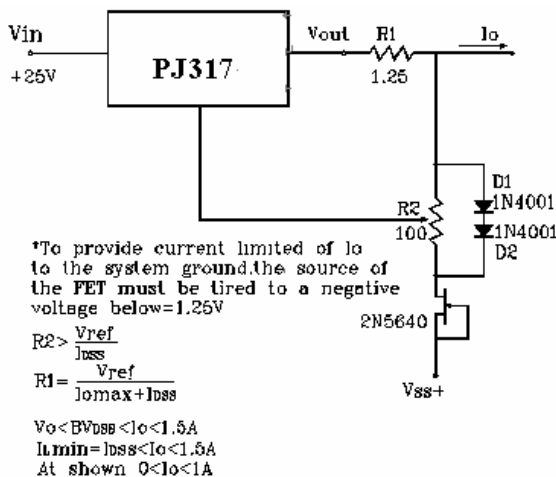 Vin
+25V
PJ317
Vout
R1
1.25
Io
R2
100
D1
1N4001
1N4001
D2
2N5640
Vss+
*To provide current limited of Io
to the system ground,the source of
the FET must be tired to a negative
voltage below=1.25V
R2> Vref
IDSS
R1= Vref
Iomax+IDSS
Vo<BVDSS<Io<1.5A
ILmin=IDSS<Io<1.5A
At shown 0<Io<1A